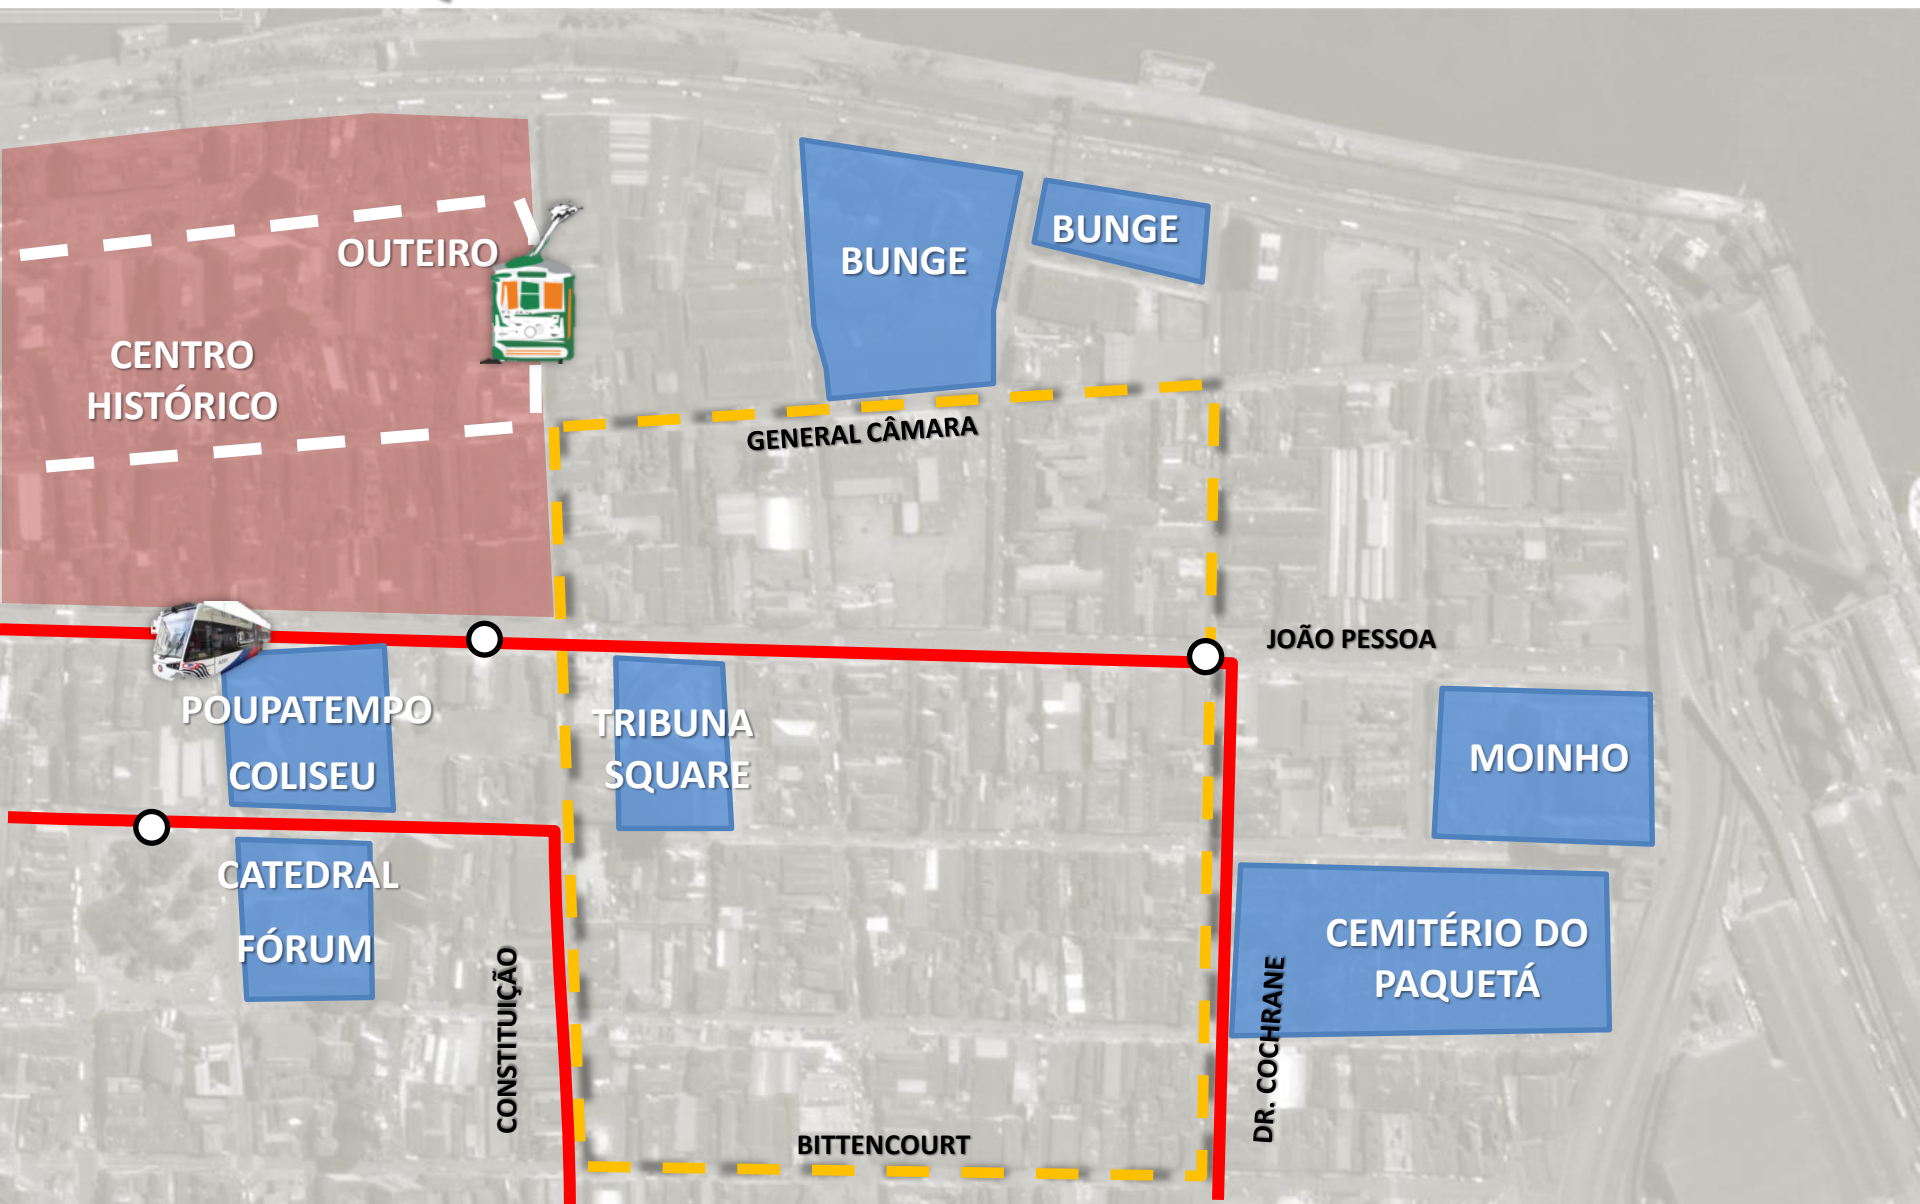 BUNGE
BUNGE
OUTEIRO
CENTRO
HISTÓRICO
GENERAL CÂMARA
JOÃO PESSOA
POUPATEMPO
COLISEU
TRIBUNA
SQUARE
MOINHO
CATEDRAL
FÓRUM
CEMITÉRIO DO
PAQUETÁ
CONSTITUIÇÃO
DR. COCHRANE
BITTENCOURT